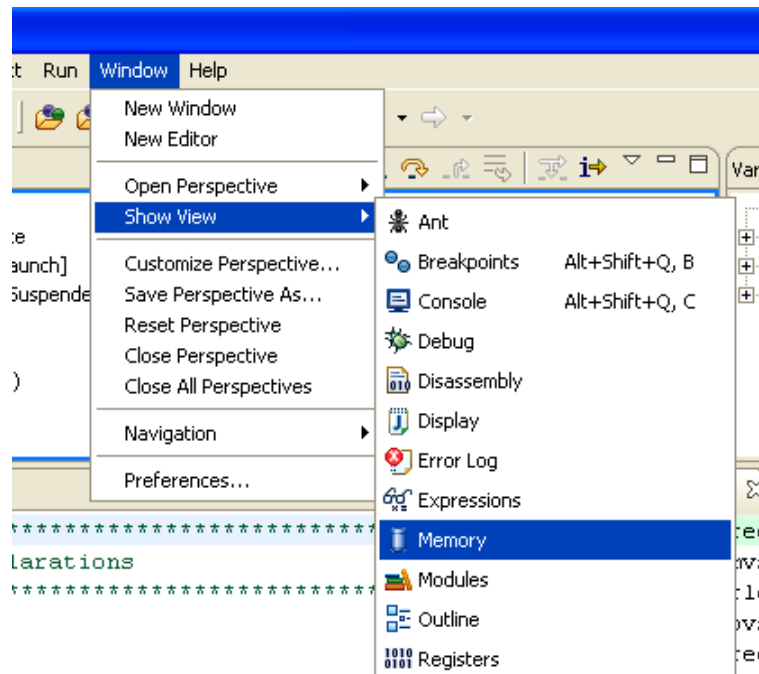 Run Window Help
New Window
New Editor
Open Perspective
Show View
Customize Perspective...
Save Perspective As...
Reset Perspective
Close Perspective
Close All Perspectives
Navigation
Preferences...
Ant
Breakpoints Alt+Shift+Q, B
Console Alt+Shift+Q, C
Debug
Disassembly
Display
Error Log
Expressions
Memory
Modules
Outline
Registers
Var
aunch]
Suspende
)
*****************************
larations
*****************************